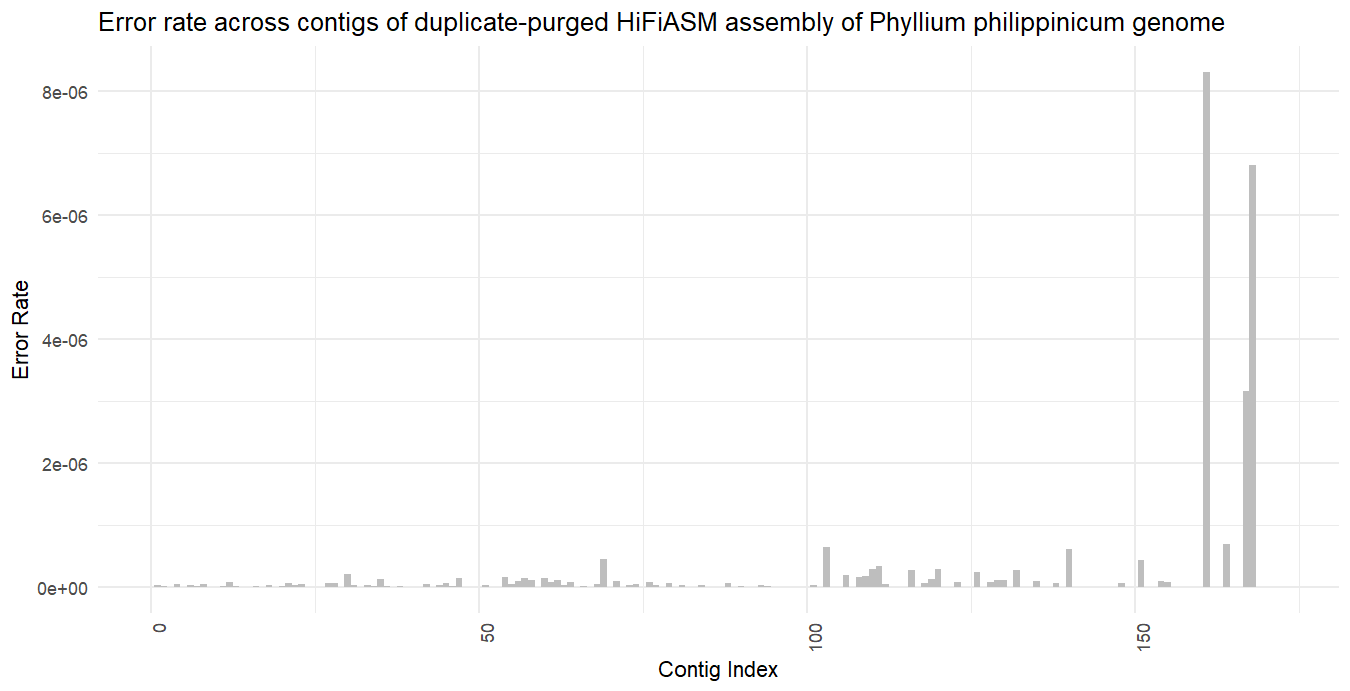 Error rate across contigs of duplicate-purged HiFiASM assembly of Phyllium philippinicum genome
8e-06
6e-06
4e-06
2e-06
0e+00
Error Rate
0
50
100
150
Contig Index